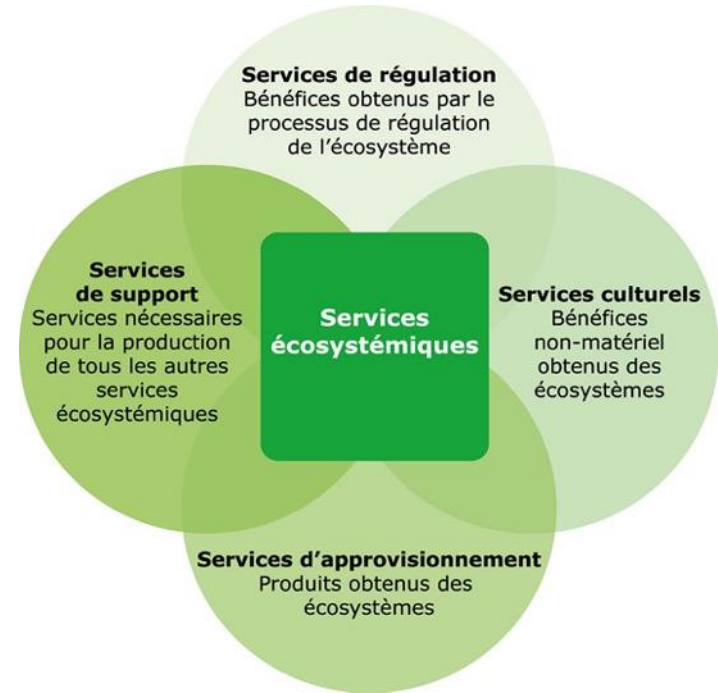 Services de régulation
Bénéfices obtenus par le
processus de régulation
de l'écosystème
Services
de support
Services nécessaires
pour la production
de tous les autres
services
écosystémiques
Services
écosystémiques
Services culturels
Bénéfices
non-matériel
obtenus des
écosystèmes
Services d'approvisionnement
Produits obtenus des
écosystèmes